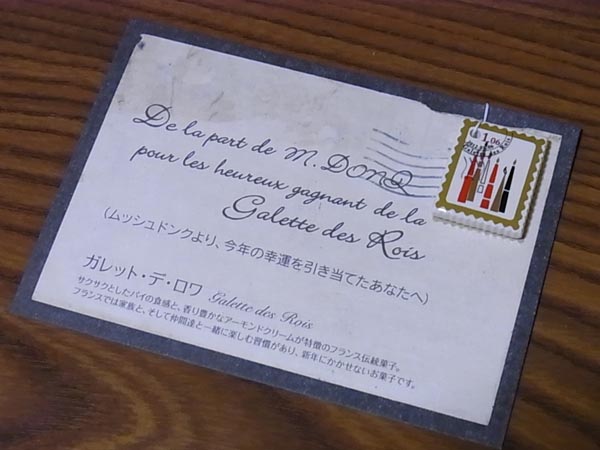 De la part de M. DONQ
pour les heureux gagnant de la
Galette des Rois
(ムッシュドンクより、今年の幸運を引き当てたあなたへ)
ガレット・デ・ロワ Galette des Rois
サクサクとしたパイの食感と、香り豊かなアーモンドクリームが特徴のフランス伝統菓子。
フランスでは家族と、そして仲間達と一緒に楽しむ習慣があり、新年にかかせないお菓子です。
1.06